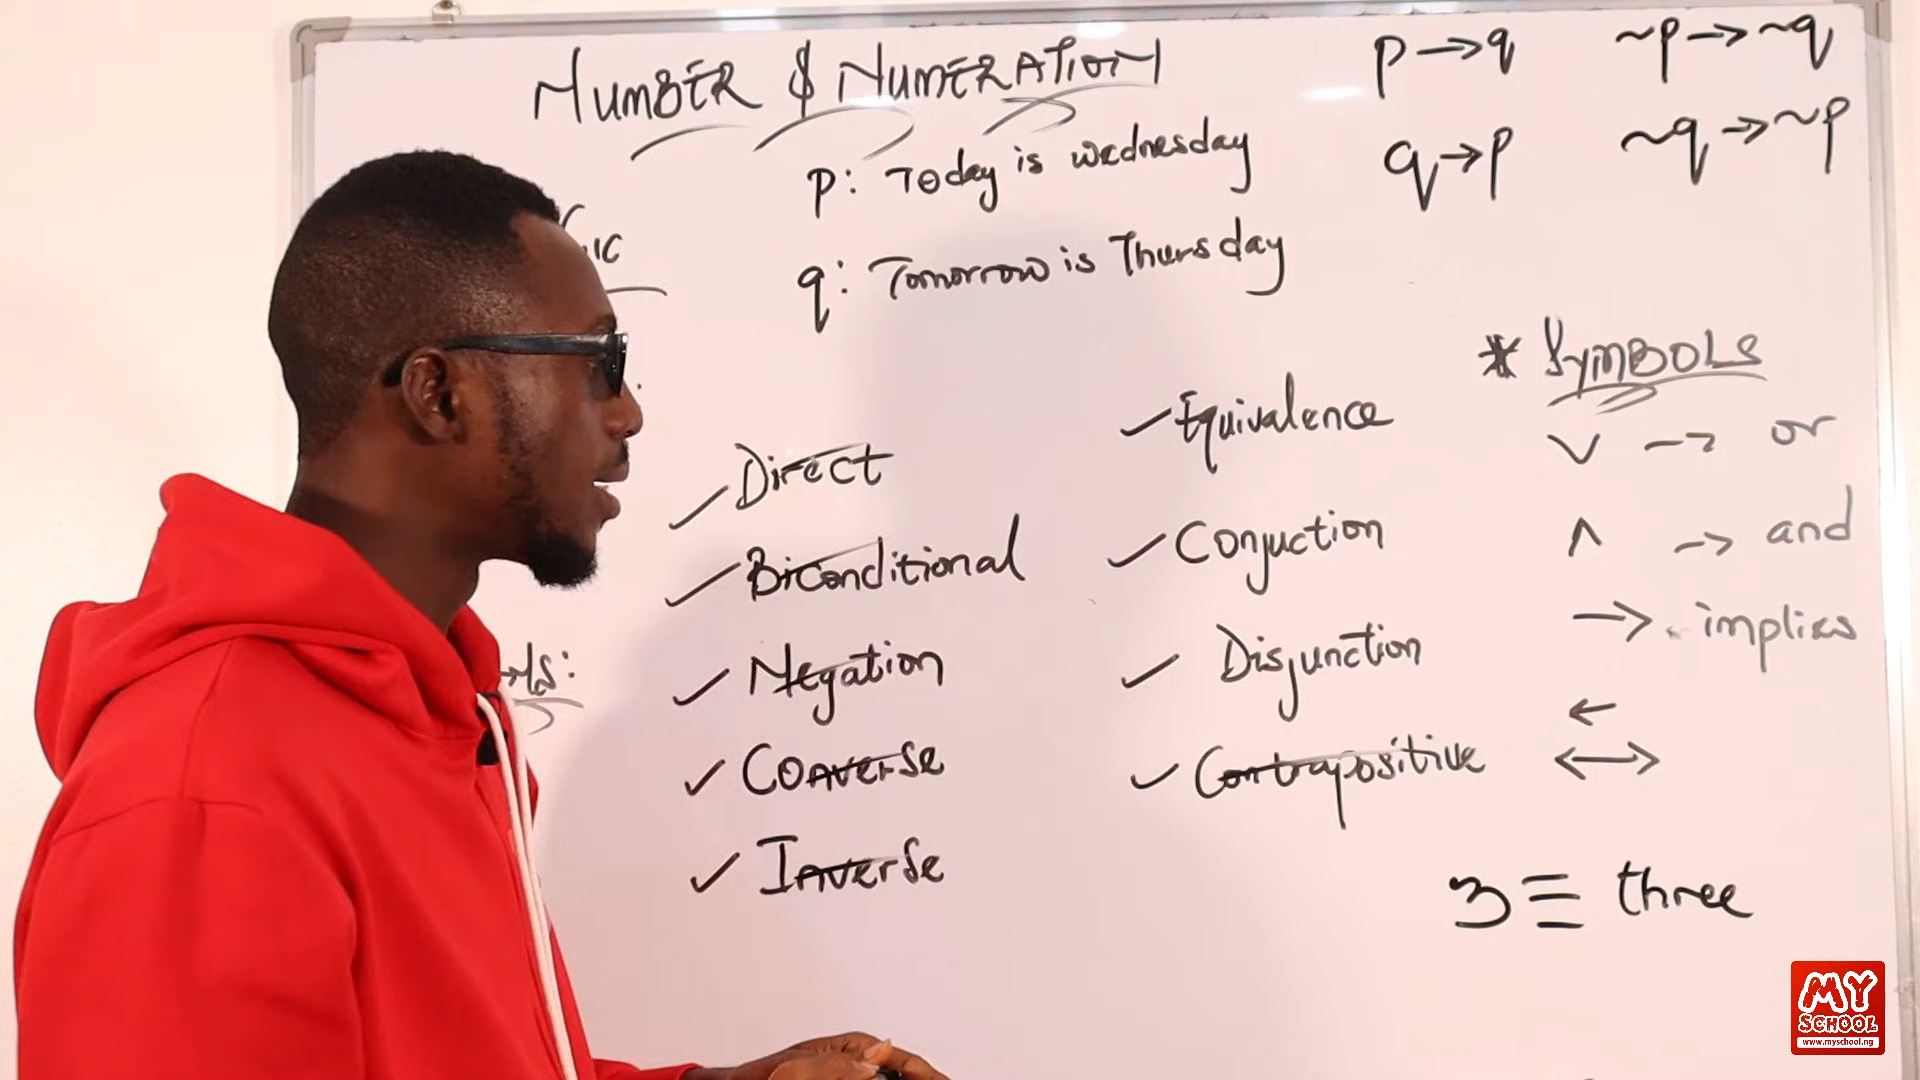 NUMBER & NUMERATION
p → q
~p → ~q
q → p
~q → ~p
p: Today is Wednesday
q: Tomorrow is Thursday
* SYMBOLS
∨ → or
∧ → and
→ implies
←
↔
✓ Direct
✓ Biconditional
✓ Negation
✓ Converse
✓ Inverse
✓ Equivalence
✓ Conjuction
✓ Disjunction
✓ Contrapositive
3 ≡ three
MY
SCHOOL
www.myschool.ng